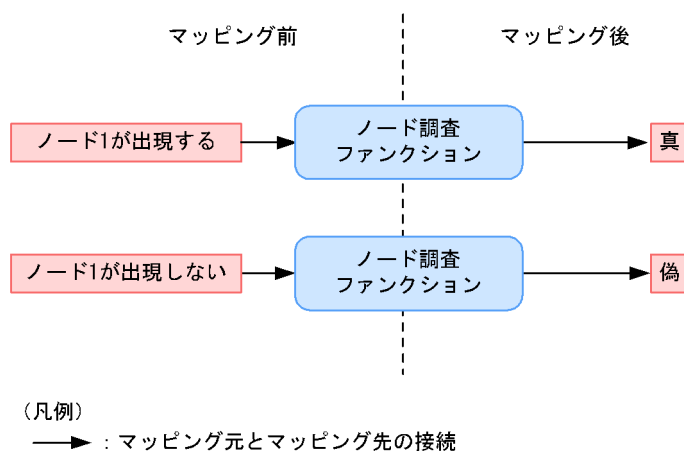 マッピング前
マッピング後
ノード1が出現する
ノード調査
ファンクション
真
ノード1が出現しない
ノード調査
ファンクション
偽
（凡例）
：マッピング元とマッピング先の接続